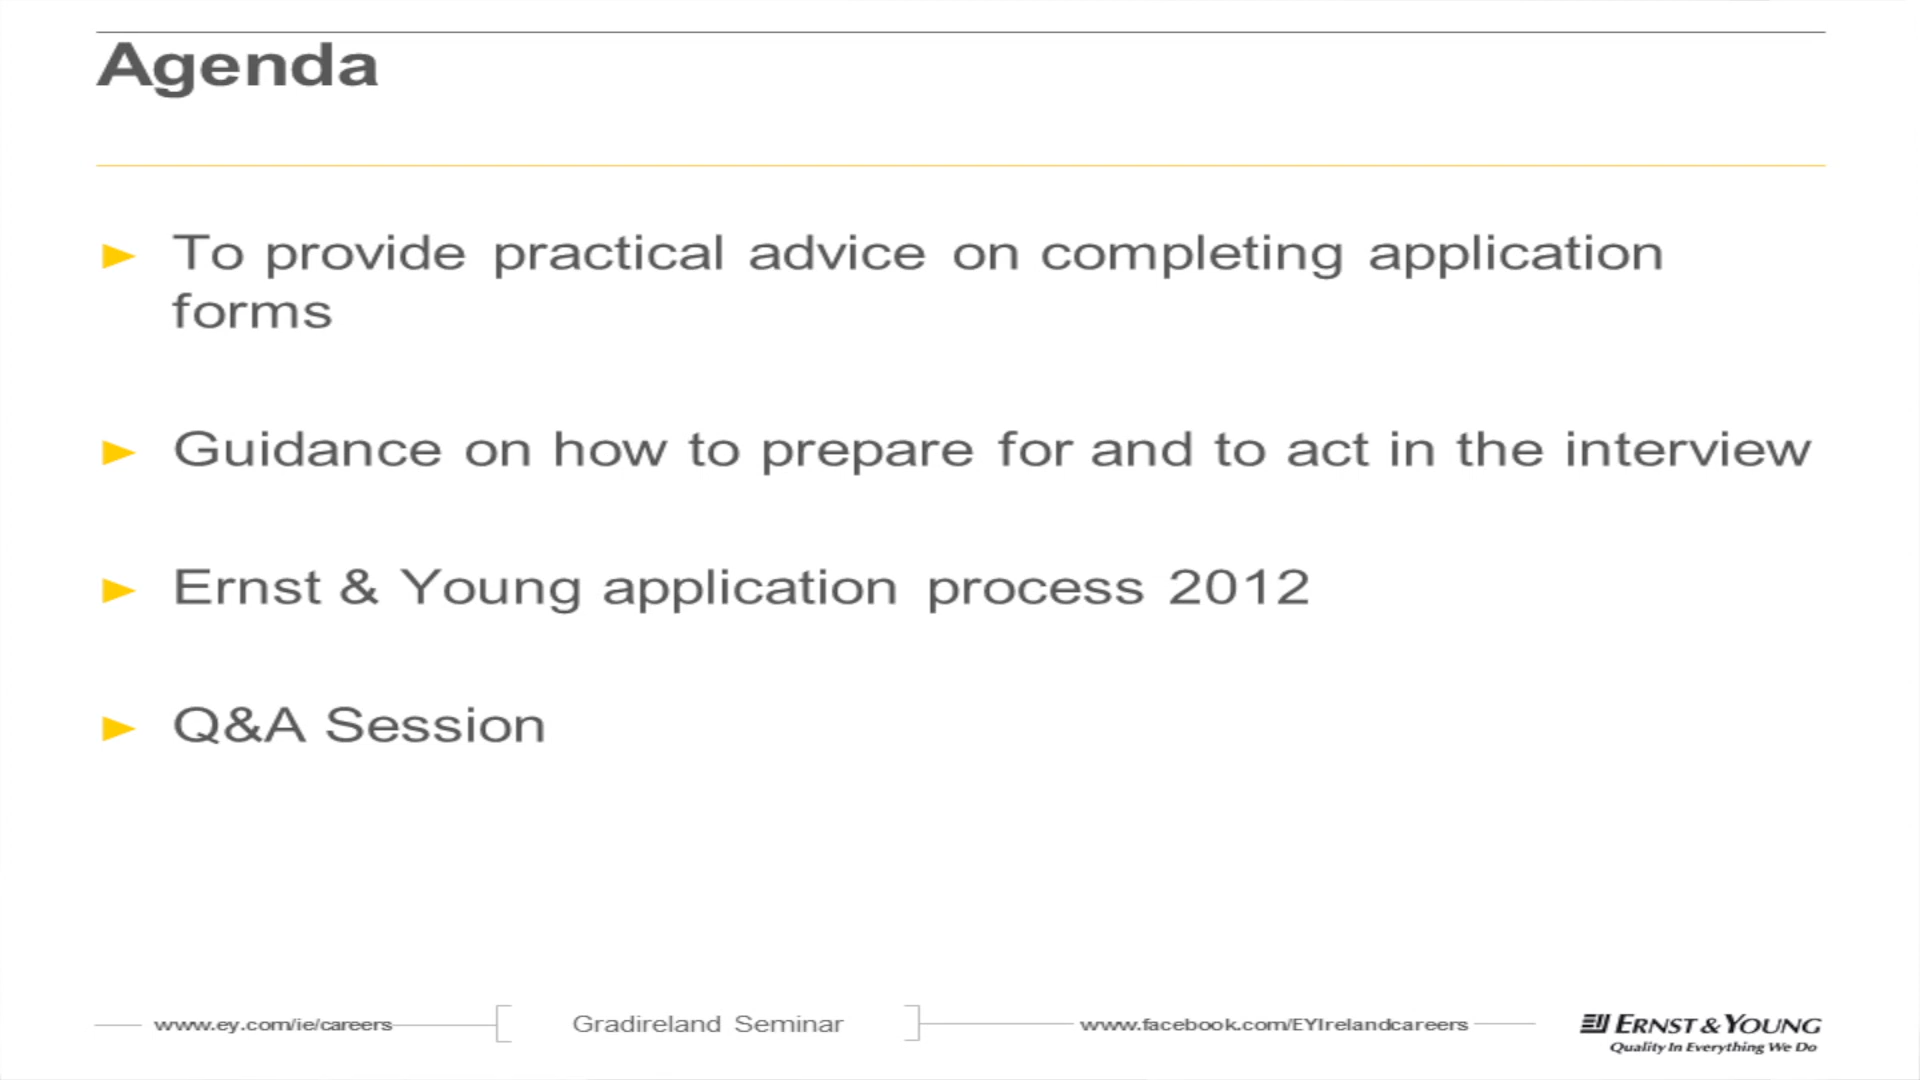 Agenda
► To provide practical advice on completing application
forms
► Guidance on how to prepare for and to act in the interview
► Ernst & Young application process 2012
► Q&A Session
www.ey.com/ie/careers
Gradireland Seminar
www.facebook.com/EYIrelandcareers
ERNST & YOUNG
Quality In Everything We Do